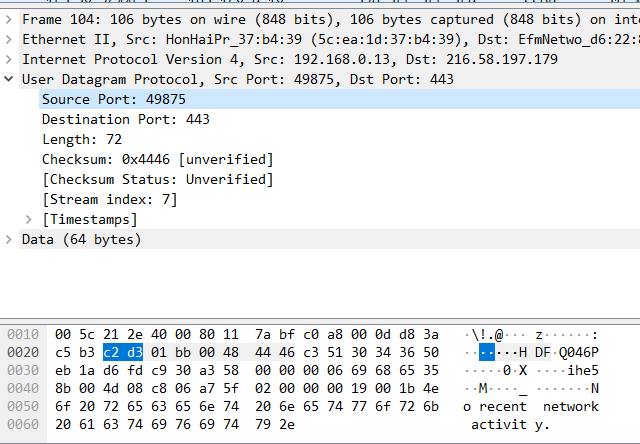 Frame 104: 106 bytes on wire (848 bits), 106 bytes captured (848 bits) on inte
Ethernet II, Src: HonHaiPr_37:b4:39 (5c:ea:1d:37:b4:39), Dst: EfmNetwo_d6:22:8
Internet Protocol Version 4, Src: 192.168.0.13, Dst: 216.58.197.179
User Datagram Protocol, Src Port: 49875, Dst Port: 443
Source Port: 49875
Destination Port: 443
Length: 72
Checksum: 0x4446 [unverified]
[Checksum Status: Unverified]
[Stream index: 7]
[Timestamps]
Data (64 bytes)
0010 00 5c 21 2e 40 00 80 11 7a bf c0 a8 00 0d d8 3a ·\!.@··· z······:
0020 c5 b3 c2 d3 01 bb 00 48 44 46 c3 51 30 34 36 50 ·······H DF·Q046P
0030 eb 1a d6 fd c9 30 a3 58 00 00 00 06 69 68 65 35 ·····0·X ····ihe5
0040 8b 00 4d 08 c8 06 a7 5f 02 00 00 00 19 00 1b 4e ··M····_ ·······N
0050 6f 20 72 65 63 65 6e 74 20 6e 65 74 77 6f 72 6b o recent network
0060 20 61 63 74 69 76 69 74 79 2e activit y.